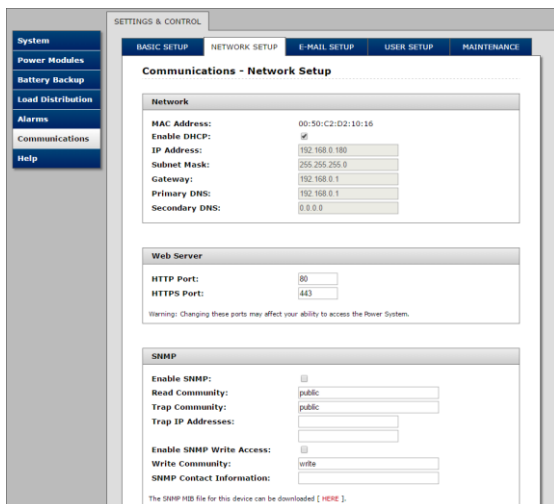 SETTINGS & CONTROL
System
Power Modules
Battery Backup
Load Distribution
Alarms
Communications
Help
BASIC SETUP NETWORK SETUP E-MAIL SETUP USER SETUP MAINTENANCE
Communications - Network Setup
Network
MAC Address: 00:50:C2:D2:10:16
Enable DHCP:
IP Address: 192.168.0.180
Subnet Mask: 255.255.255.0
Gateway: 192.168.0.1
Primary DNS: 192.168.0.1
Secondary DNS: 0.0.0.0
Web Server
HTTP Port: 80
HTTPS Port: 443
Warning: Changing these ports may affect your ability to access the Power System.
SNMP
Enable SNMP:
Read Community: public
Trap Community: public
Trap IP Addresses:
Enable SNMP Write Access:
Write Community: write
SNMP Contact Information:
The SNMP MIB file for this device can be downloaded [ HERE ].